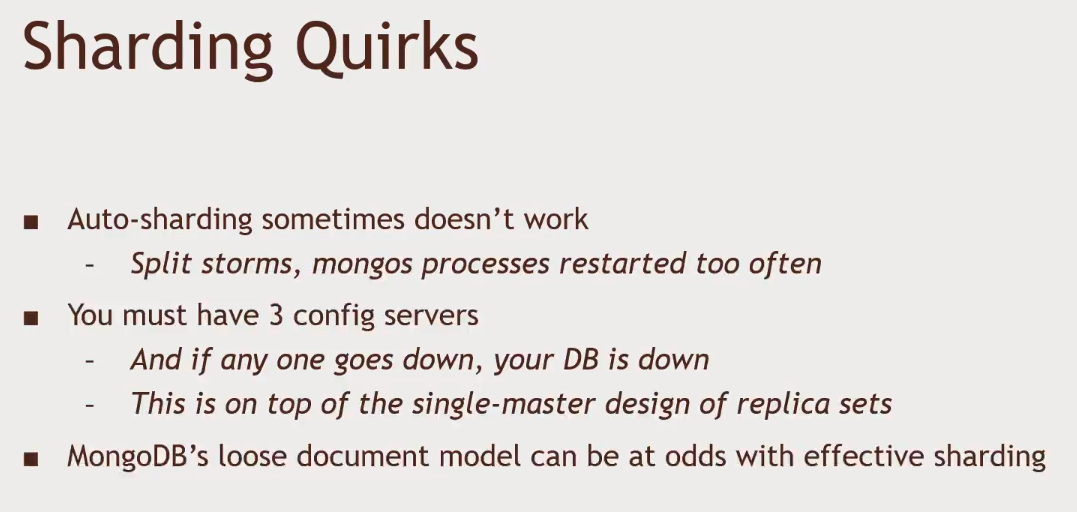 Sharding Quirks
■ Auto-sharding sometimes doesn’t work
– Split storms, mongos processes restarted too often
■ You must have 3 config servers
– And if any one goes down, your DB is down
– This is on top of the single-master design of replica sets
■ MongoDB’s loose document model can be at odds with effective sharding